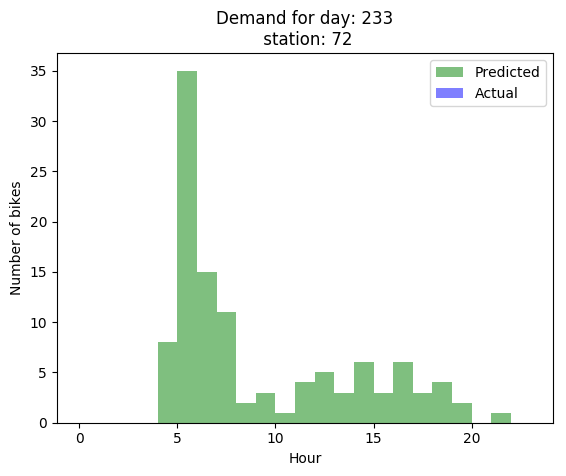 Demand for day: 233
station: 72
Predicted
Actual
Number of bikes
35
30
25
20
15
10
5
0
0 5 10 15 20
Hour